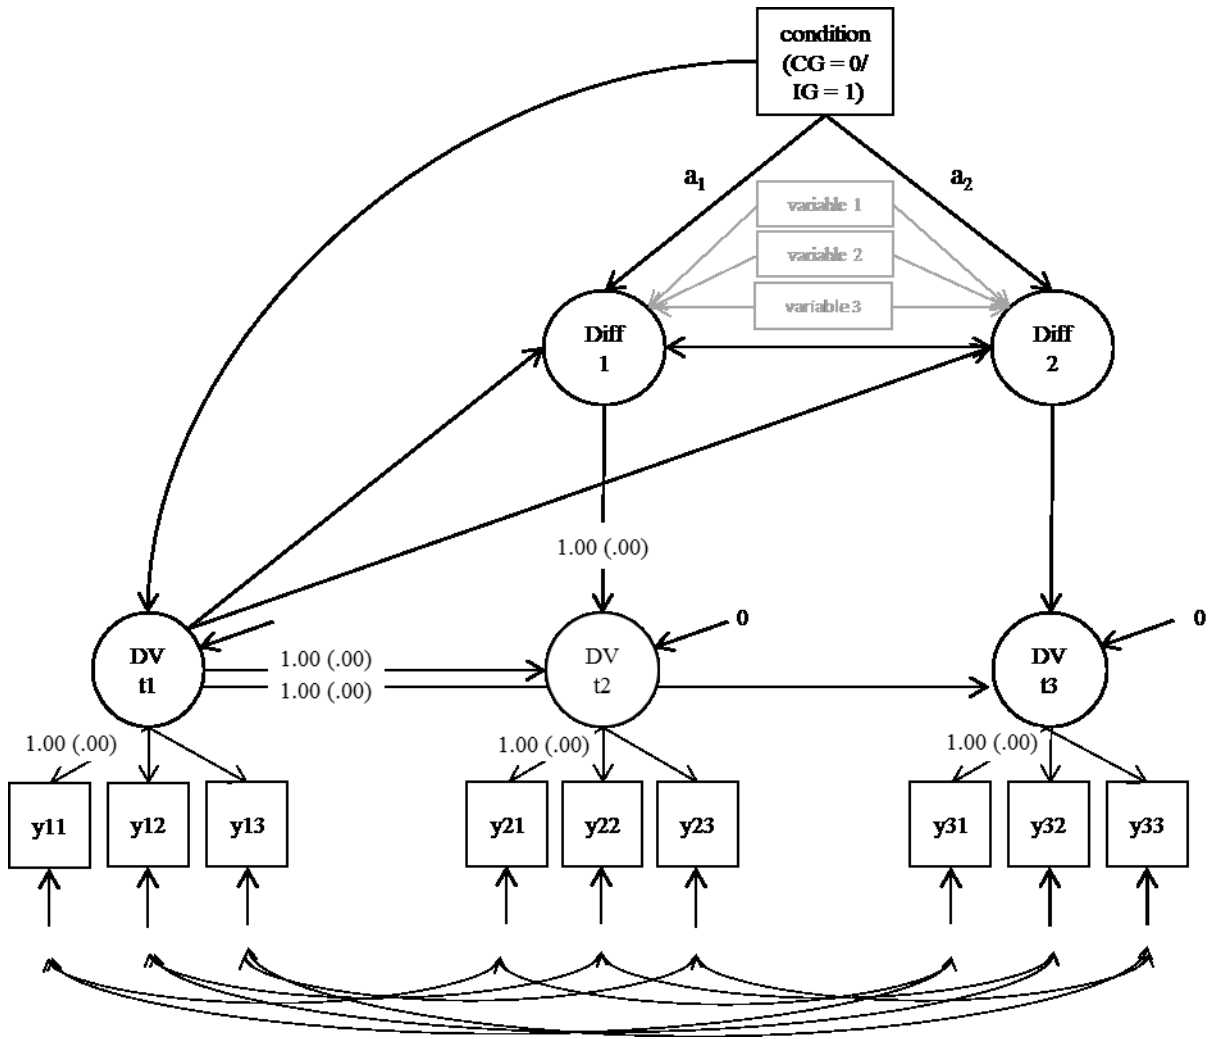 condition
(CG = 0/
IG = 1)
a1
a2
variable 1
variable 2
variable 3
Diff
1
Diff
2
1.00 (.00)
0
0
DV
t1
1.00 (.00)
1.00 (.00)
DV
t2
DV
t3
1.00 (.00)
1.00 (.00)
1.00 (.00)
y11
y12
y13
y21
y22
y23
y31
y32
y33